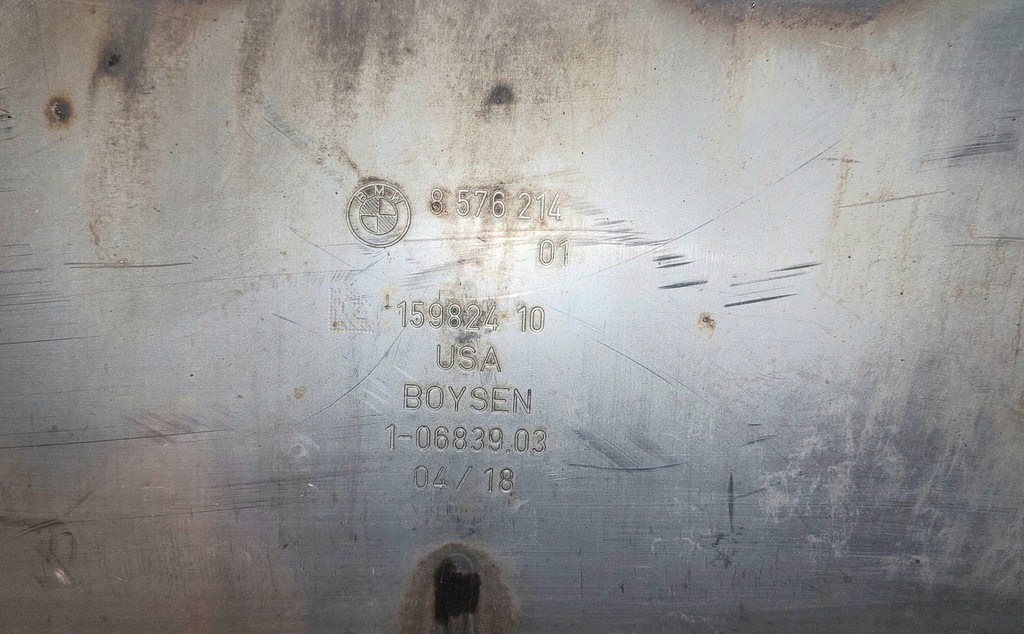 BMW
8 576 214
01
159824 10
USA
BOYSEN
1-06839.03
04/18